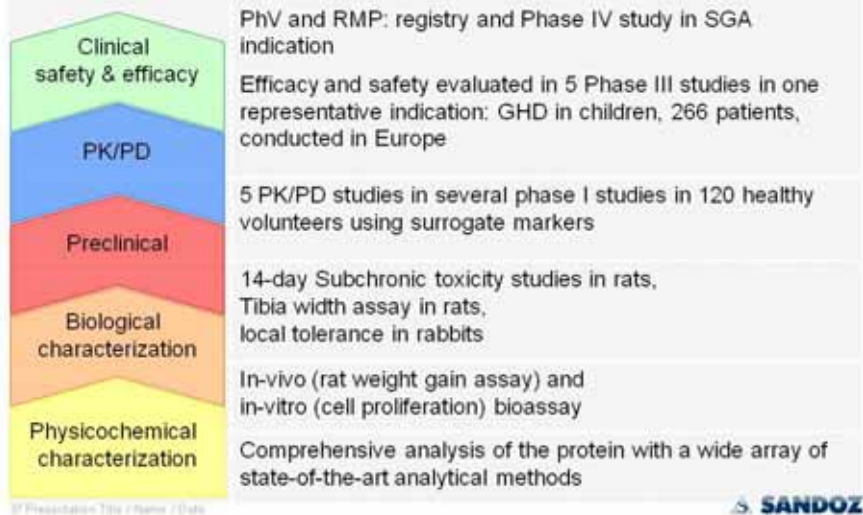 Clinical
safety & efficacy
PhV and RMP: registry and Phase IV study in SGA
indication
Efficacy and safety evaluated in 5 Phase III studies in one
representative indication: GHD in children, 266 patients,
conducted in Europe
PK/PD
5 PK/PD studies in several phase I studies in 120 healthy
volunteers using surrogate markers
Preclinical
14-day Subchronic toxicity studies in rats,
Tibia width assay in rats,
local tolerance in rabbits
Biological
characterization
In-vivo (rat weight gain assay) and
in-vitro (cell proliferation) bioassay
Physicochemical
characterization
Comprehensive analysis of the protein with a wide array of
state-of-the-art analytical methods
Presentation Title / Name / Date
SANDOZ